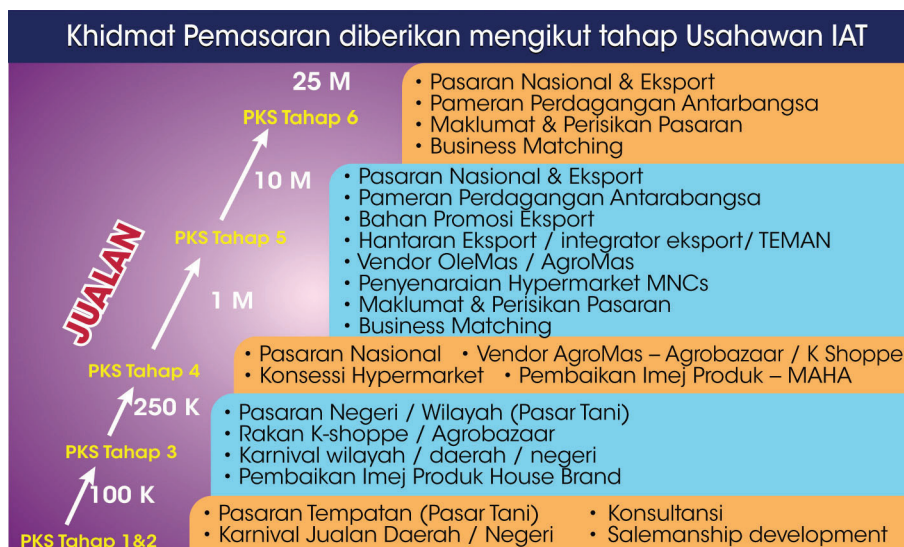 Khidmat Pemasaran diberikan mengikut tahap Usahawan IAT
25 M
PKS Tahap 6
• Pasaran Nasional & Eksport
• Pameran Perdagangan Antarbangsa
• Maklumat & Perisikan Pasaran
• Business Matching
10 M
PKS Tahap 5
• Pasaran Nasional & Eksport
• Pameran Perdagangan Antarabangsa
• Bahan Promosi Eksport
• Hantaran Eksport / integrator eksport/ TEMAN
• Vendor OleMas / AgroMas
• Penyenaraian Hypermarket MNCs
• Maklumat & Perisikan Pasaran
• Business Matching
JUALAN
1 M
PKS Tahap 4
• Pasaran Nasional • Vendor AgroMas – Agrobazaar / K Shoppe
• Konsessi Hypermarket • Pembaikan Imej Produk – MAHA
250 K
PKS Tahap 3
• Pasaran Negeri / Wilayah (Pasar Tani)
• Rakan K-shoppe / Agrobazaar
• Karnival wilayah / daerah / negeri
• Pembaikan Imej Produk House Brand
100 K
PKS Tahap 1&2
• Pasaran Tempatan (Pasar Tani) • Konsultansi
• Karnival Jualan Daerah / Negeri • Salemanship development